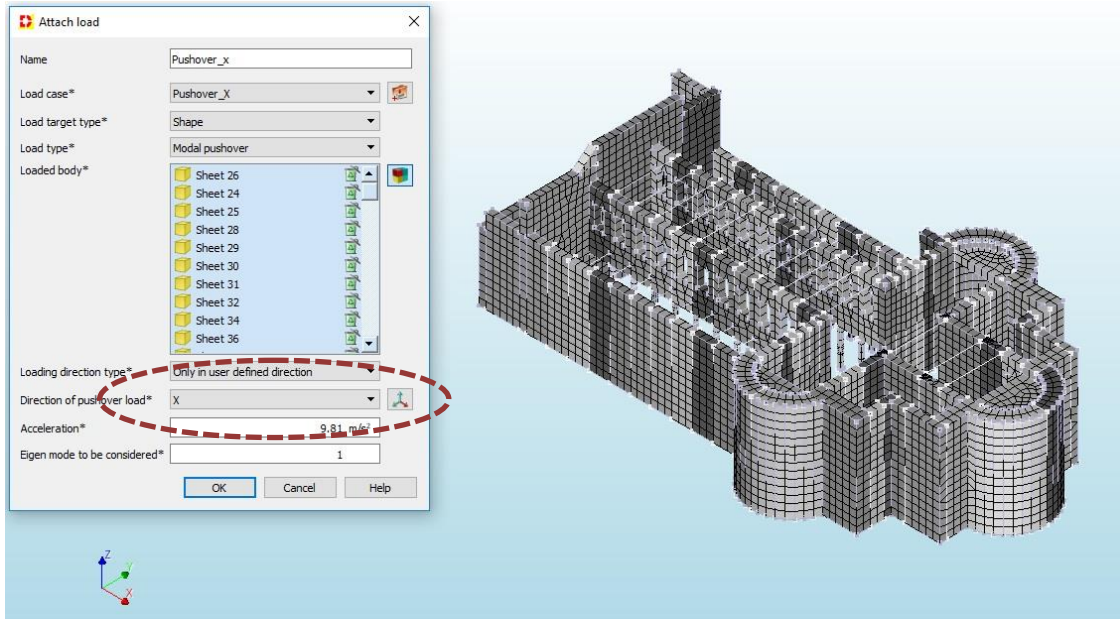 Attach load
Name Pushover_x
Load case* Pushover_X
Load target type* Shape
Load type* Modal pushover
Loaded body* Sheet 26
Sheet 24
Sheet 25
Sheet 28
Sheet 29
Sheet 30
Sheet 31
Sheet 32
Sheet 34
Sheet 36
Loading direction type* Only in user defined direction
Direction of pushover load* X
Acceleration* 9.81 m/s²
Eigen mode to be considered* 1
OK Cancel Help
Z
Y
X